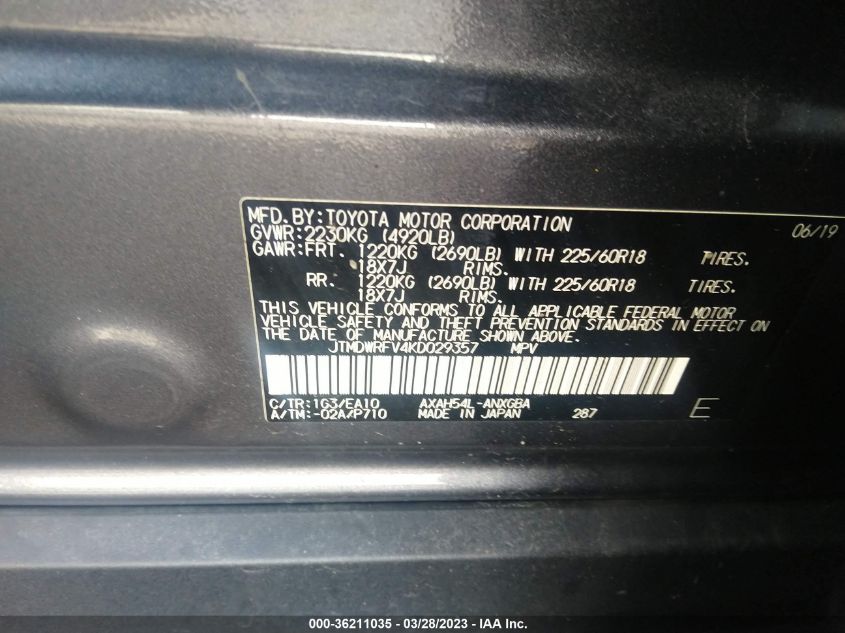 MFD.BY:TOYOTA MOTOR CORPORATION 06/19
GVWR:2230KG (4920LB)
GAWR:FRT. 1220KG (2690LB) WITH 225/60R18 TIRES.
18X7J RIMS.
RR. 1220KG (2690LB) WITH 225/60R18 TIRES.
18X7J RIMS.
THIS VEHICLE CONFORMS TO ALL APPLICABLE FEDERAL MOTOR
VEHICLE SAFETY AND THEFT PREVENTION STANDARDS IN EFFECT ON
THE DATE OF MANUFACTURE SHOWN ABOVE.
JTMDWRFV4KD029357 MPV
C/TR:1G3/EA10 AXAH54L-ANXGBA
A/TM:-02A/P710 MADE IN JAPAN 287 E
000-36211035 - 03/28/2023 - IAA Inc.